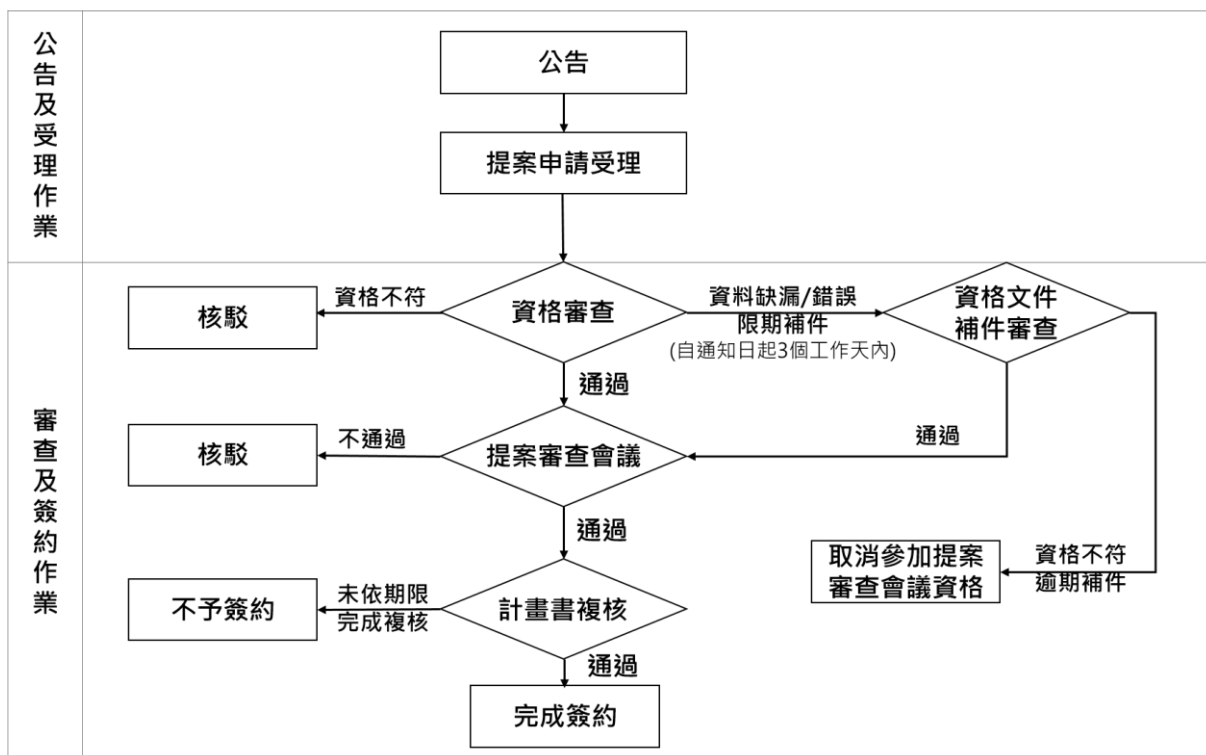 公告及受理作業
公告
提案申請受理
審查及簽約作業
核駁
資格不符
資格審查
資料缺漏/錯誤
限期補件
(自通知日起3個工作天內)
資格文件
補件審查
通過
核駁
不通過
提案審查會議
通過
通過
取消參加提案
審查會議資格
資格不符
逾期補件
不予簽約
未依期限
完成複核
計畫書複核
通過
完成簽約